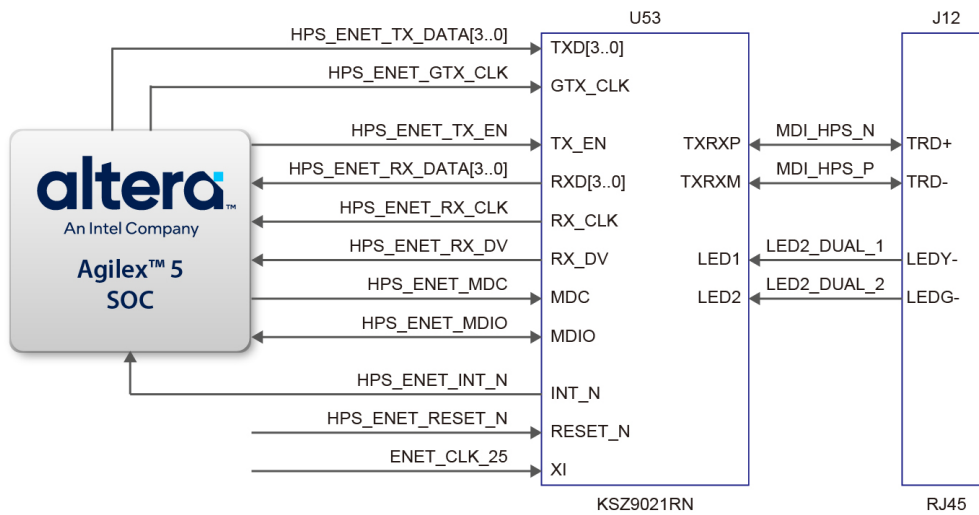 U53
J12
HPS_ENET_TX_DATA[3..0]
TXD[3..0]
HPS_ENET_GTX_CLK
GTX_CLK
HPS_ENET_TX_EN
TX_EN
TXRXP
MDI_HPS_N
TRD+
HPS_ENET_RX_DATA[3..0]
RXD[3..0]
TXRXM
MDI_HPS_P
TRD-
altera™
An Intel Company
Agilex™ 5
SOC
HPS_ENET_RX_CLK
RX_CLK
HPS_ENET_RX_DV
RX_DV
LED1
LED2_DUAL_1
LEDY-
HPS_ENET_MDC
MDC
LED2
LED2_DUAL_2
LEDG-
HPS_ENET_MDIO
MDIO
HPS_ENET_INT_N
INT_N
HPS_ENET_RESET_N
RESET_N
ENET_CLK_25
XI
KSZ9021RN
RJ45